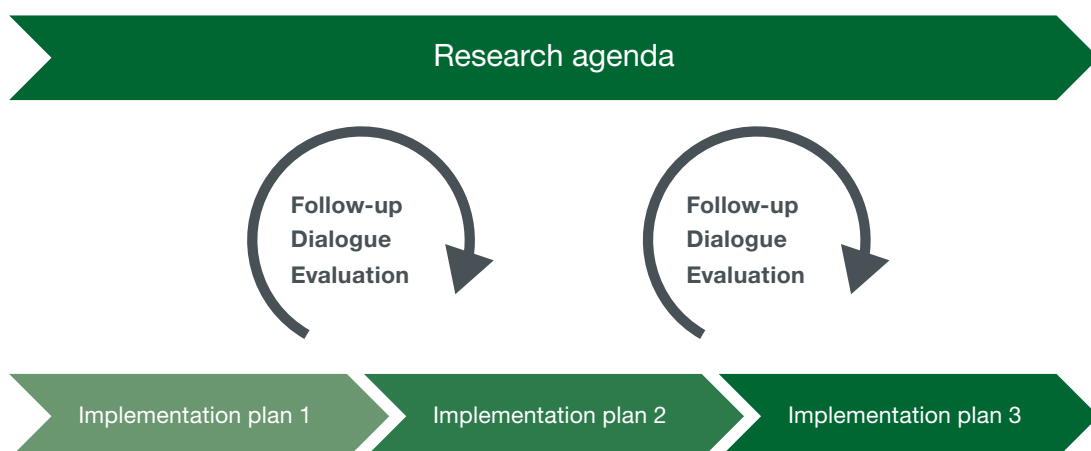 Research agenda
Follow-up
Dialogue
Evaluation
Follow-up
Dialogue
Evaluation
Implementation plan 1
Implementation plan 2
Implementation plan 3